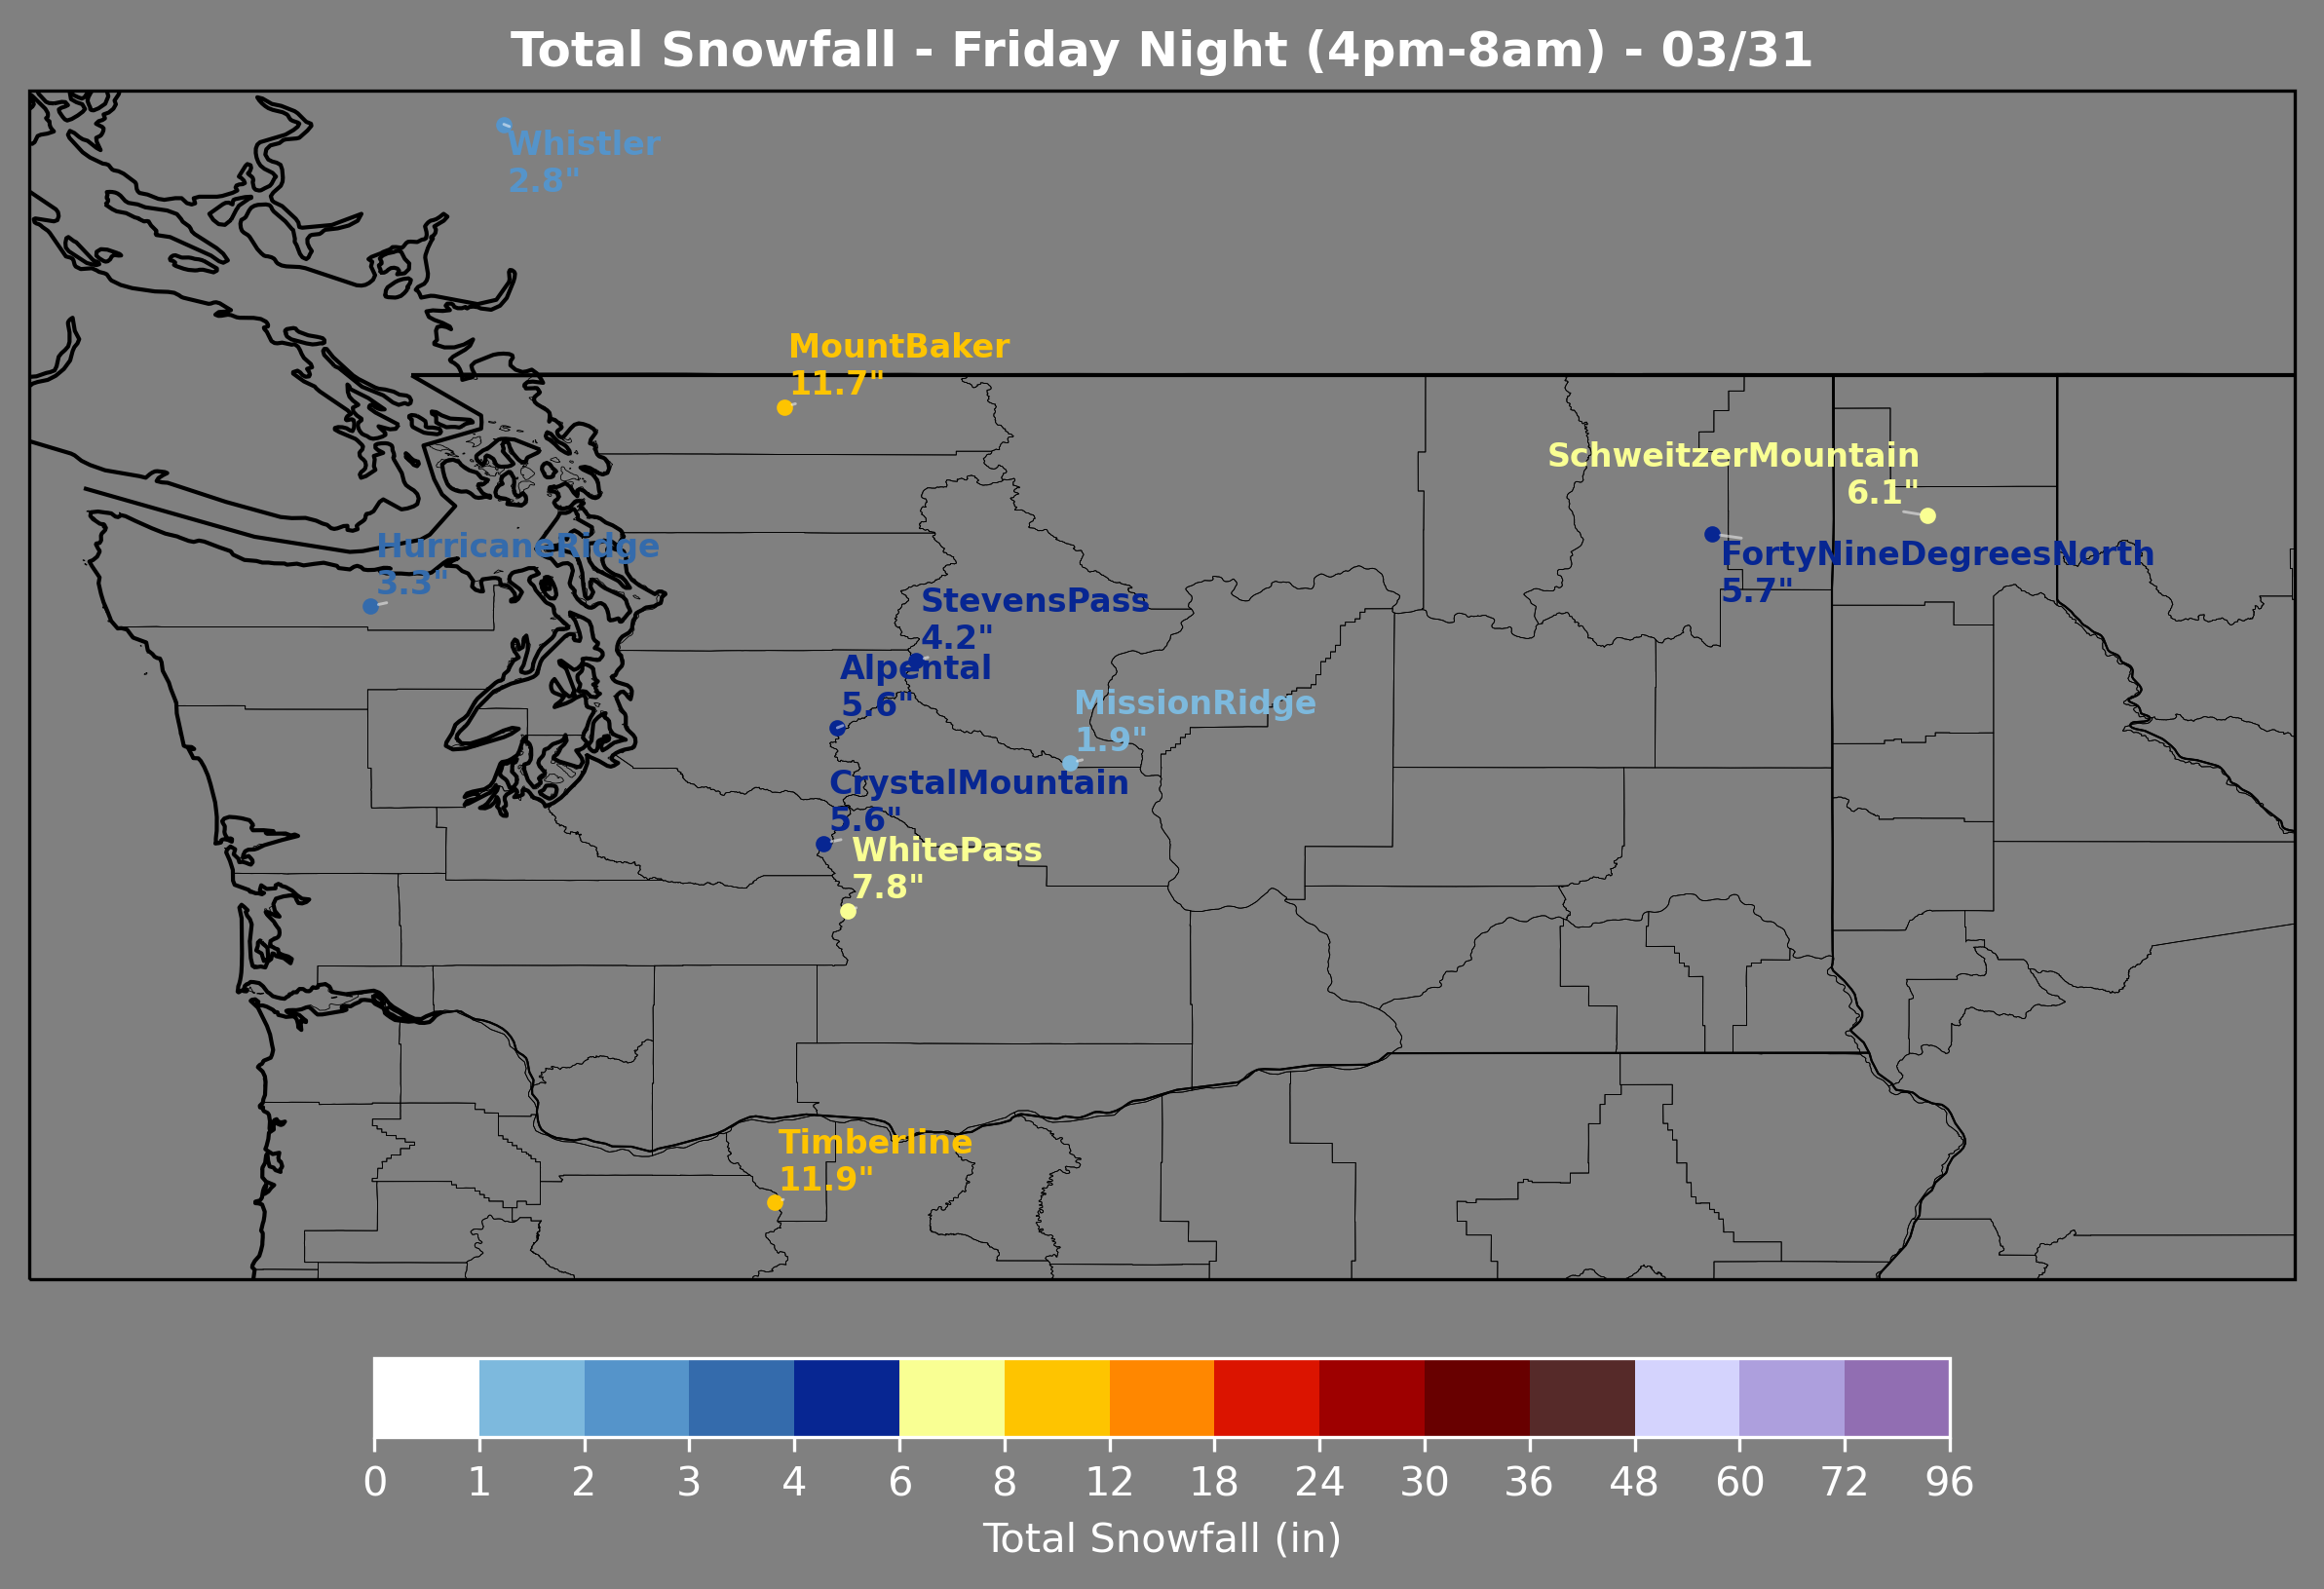 Total Snowfall - Friday Night (4pm-8am) - 03/31
Whistler
2.8"
MountBaker
11.7"
SchweitzerMountain
6.1"
HurricaneRidge
3.3"
FortyNineDegreesNorth
5.7"
StevensPass
4.2"
Alpental
5.6"
MissionRidge
1.9"
CrystalMountain
5.6"
WhitePass
7.8"
Timberline
11.9"
0 1 2 3 4 6 8 12 18 24 30 36 48 60 72 96
Total Snowfall (in)